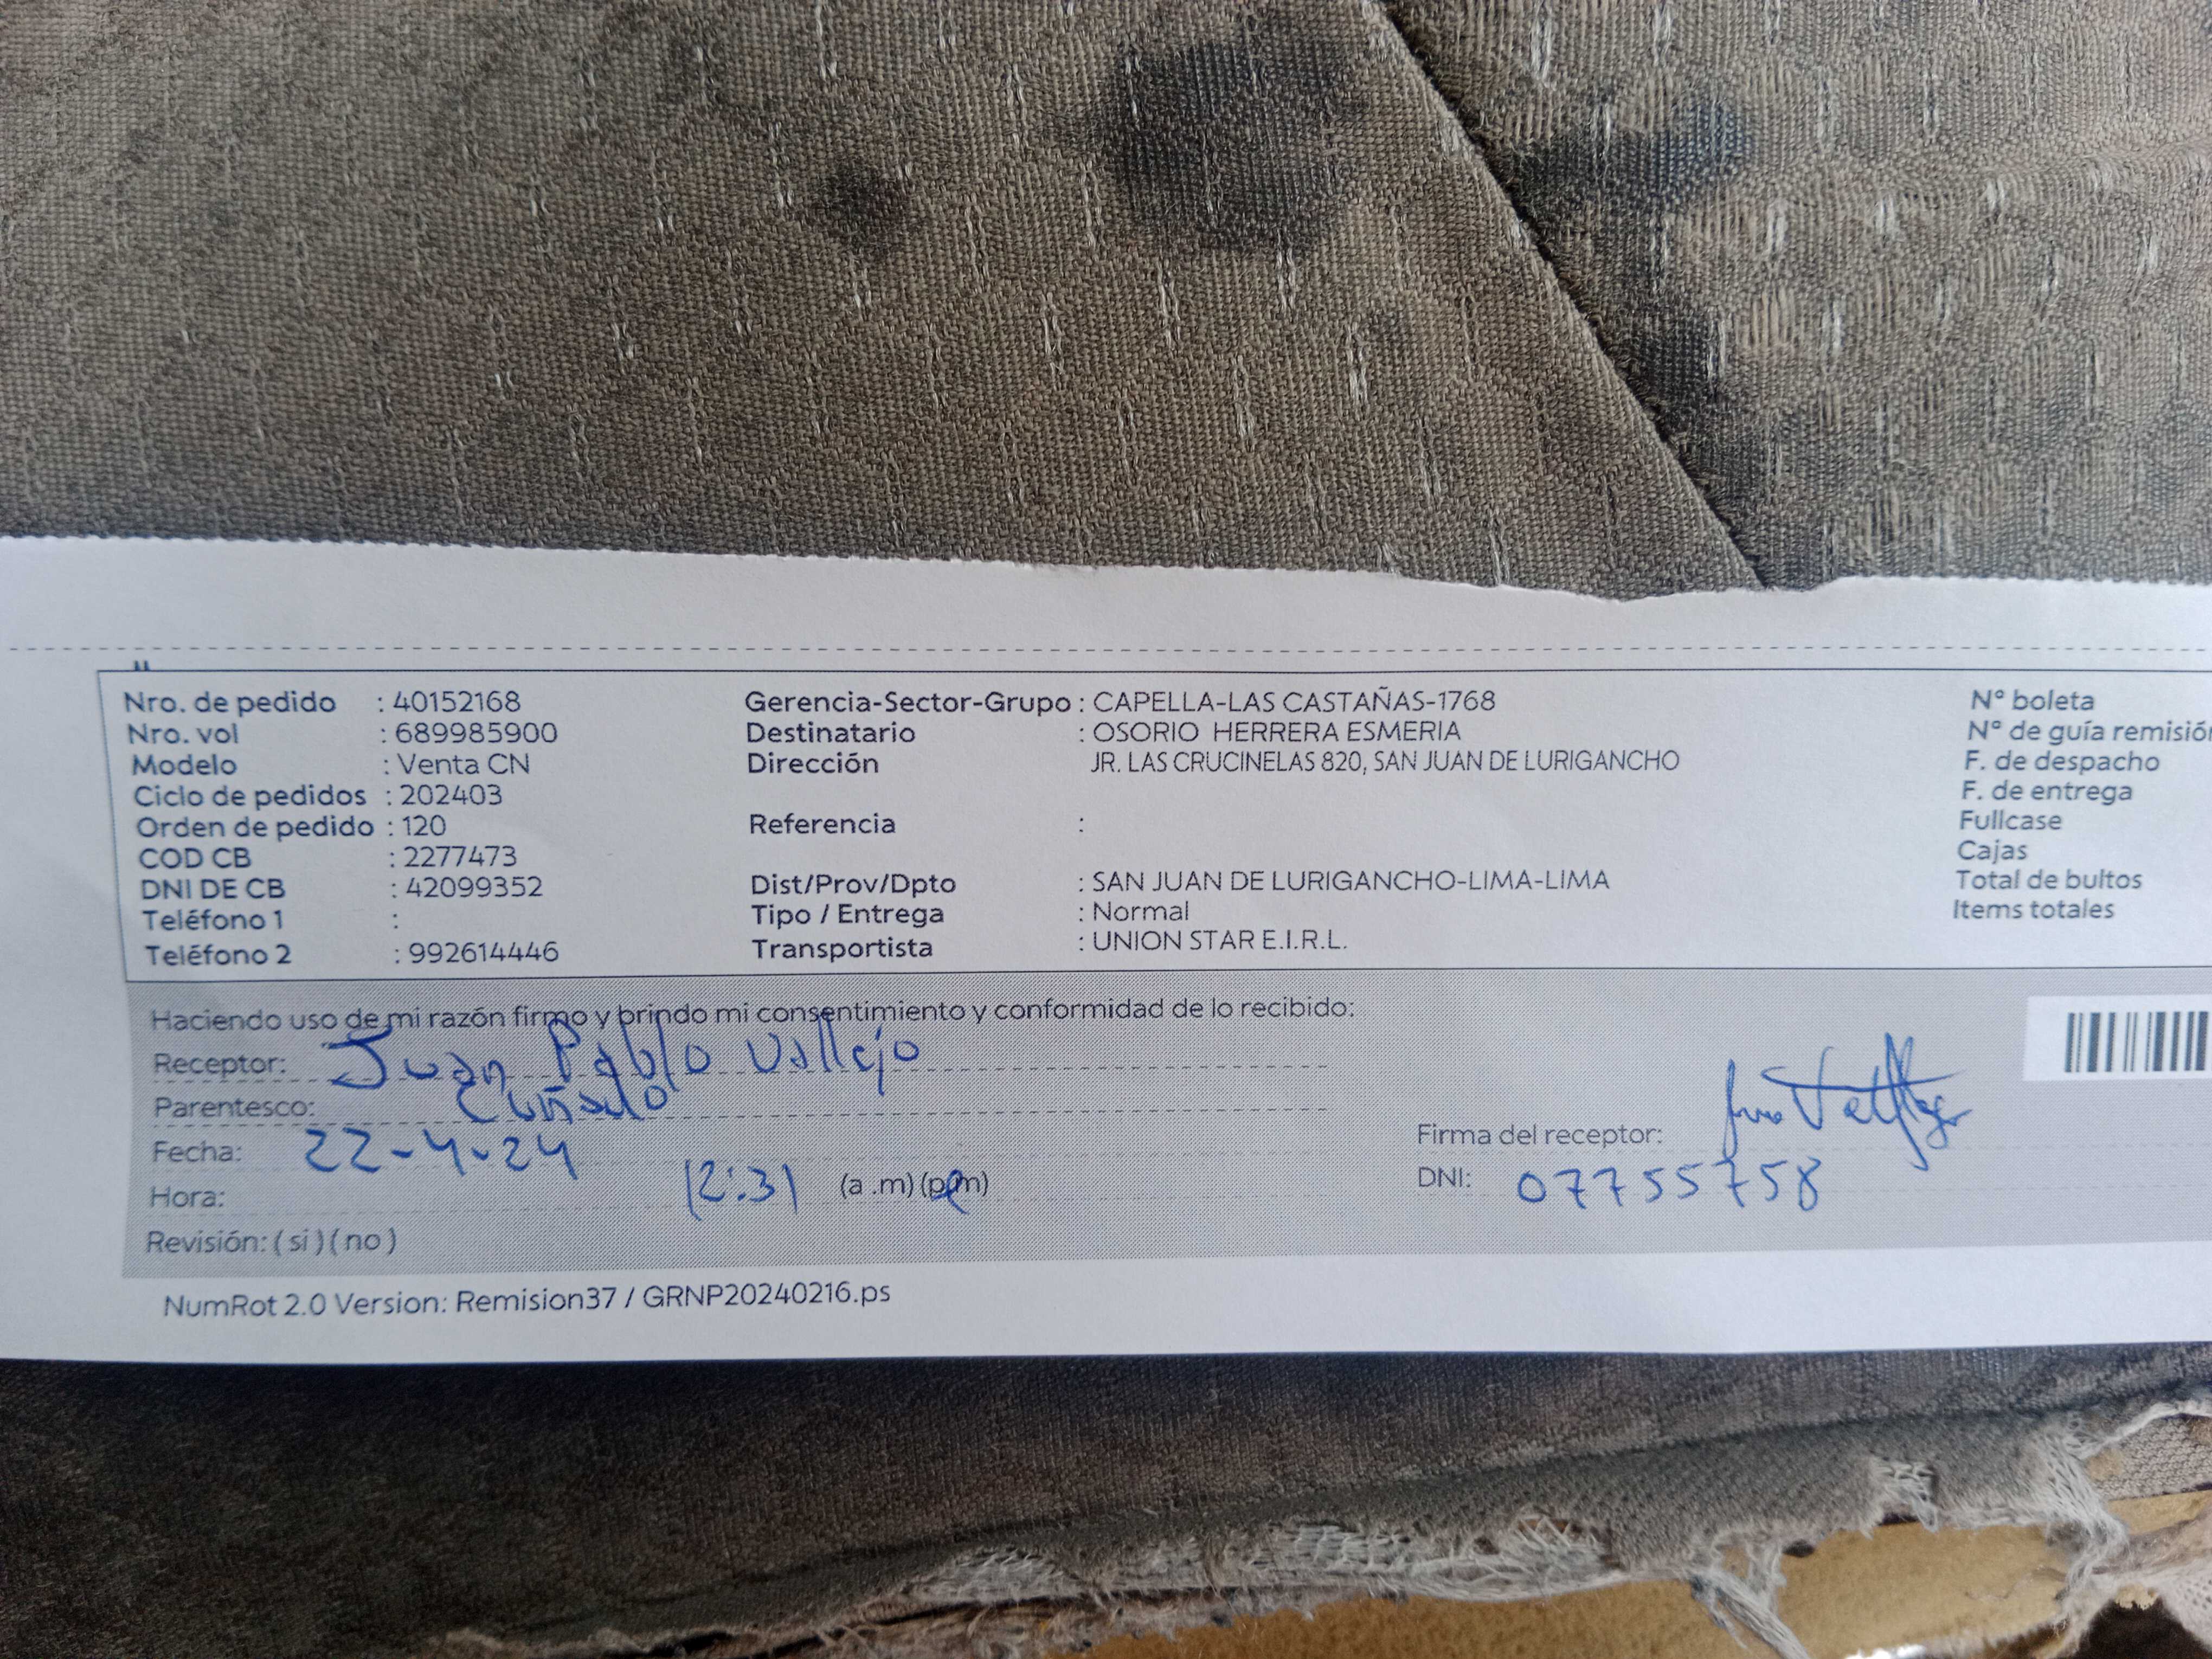 Nro. de pedido : 40152168 Gerencia-Sector-Grupo : CAPELLA-LAS CASTAÑAS-1768 Nº boleta
Nro. vol : 689985900 Destinatario : OSORIO HERRERA ESMERIA Nº de guía remisión
Modelo : Venta CN Dirección JR. LAS CRUCINELAS 820, SAN JUAN DE LURIGANCHO F. de despacho
Ciclo de pedidos : 202403 F. de entrega
Orden de pedido : 120 Referencia : Fullcase
COD CB : 2277473 Cajas
DNI DE CB : 42099352 Dist/Prov/Dpto : SAN JUAN DE LURIGANCHO-LIMA-LIMA Total de bultos
Teléfono 1 : Tipo / Entrega : Normal Items totales
Teléfono 2 : 992614446 Transportista : UNION STAR E.I.R.L.
Haciendo uso de mi razón firmo y brindo mi consentimiento y conformidad de lo recibido:
Receptor: Juan Pablo Vallejo
Parentesco: Cuñado
Fecha: 22-4-24 Firma del receptor:
Hora: 12:31 (a .m) (p.m) DNI: 07755758
Revisión: ( si ) ( no )
NumRot 2.0 Version: Remision37 / GRNP20240216.ps